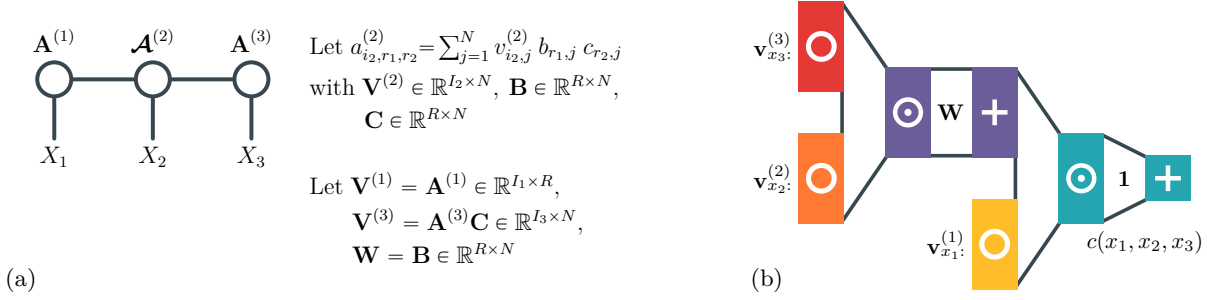 A^(1) 𝓐^(2) A^(3)
X_1 X_2 X_3
Let a^(2)_{i_2,r_1,r_2} = ∑_{j=1}^{N} v^(2)_{i_2,j} b_{r_1,j} c_{r_2,j}
with V^(2) ∈ ℝ^{I_2×N}, B ∈ ℝ^{R×N},
C ∈ ℝ^{R×N}
Let V^(1) = A^(1) ∈ ℝ^{I_1×R},
V^(3) = A^(3)C ∈ ℝ^{I_3×N},
W = B ∈ ℝ^{R×N}
(a)
v^(3)_{x_3:}
⊙ W +
v^(2)_{x_2:}
⊙ 1 +
v^(1)_{x_1:}
c(x_1, x_2, x_3)
(b)